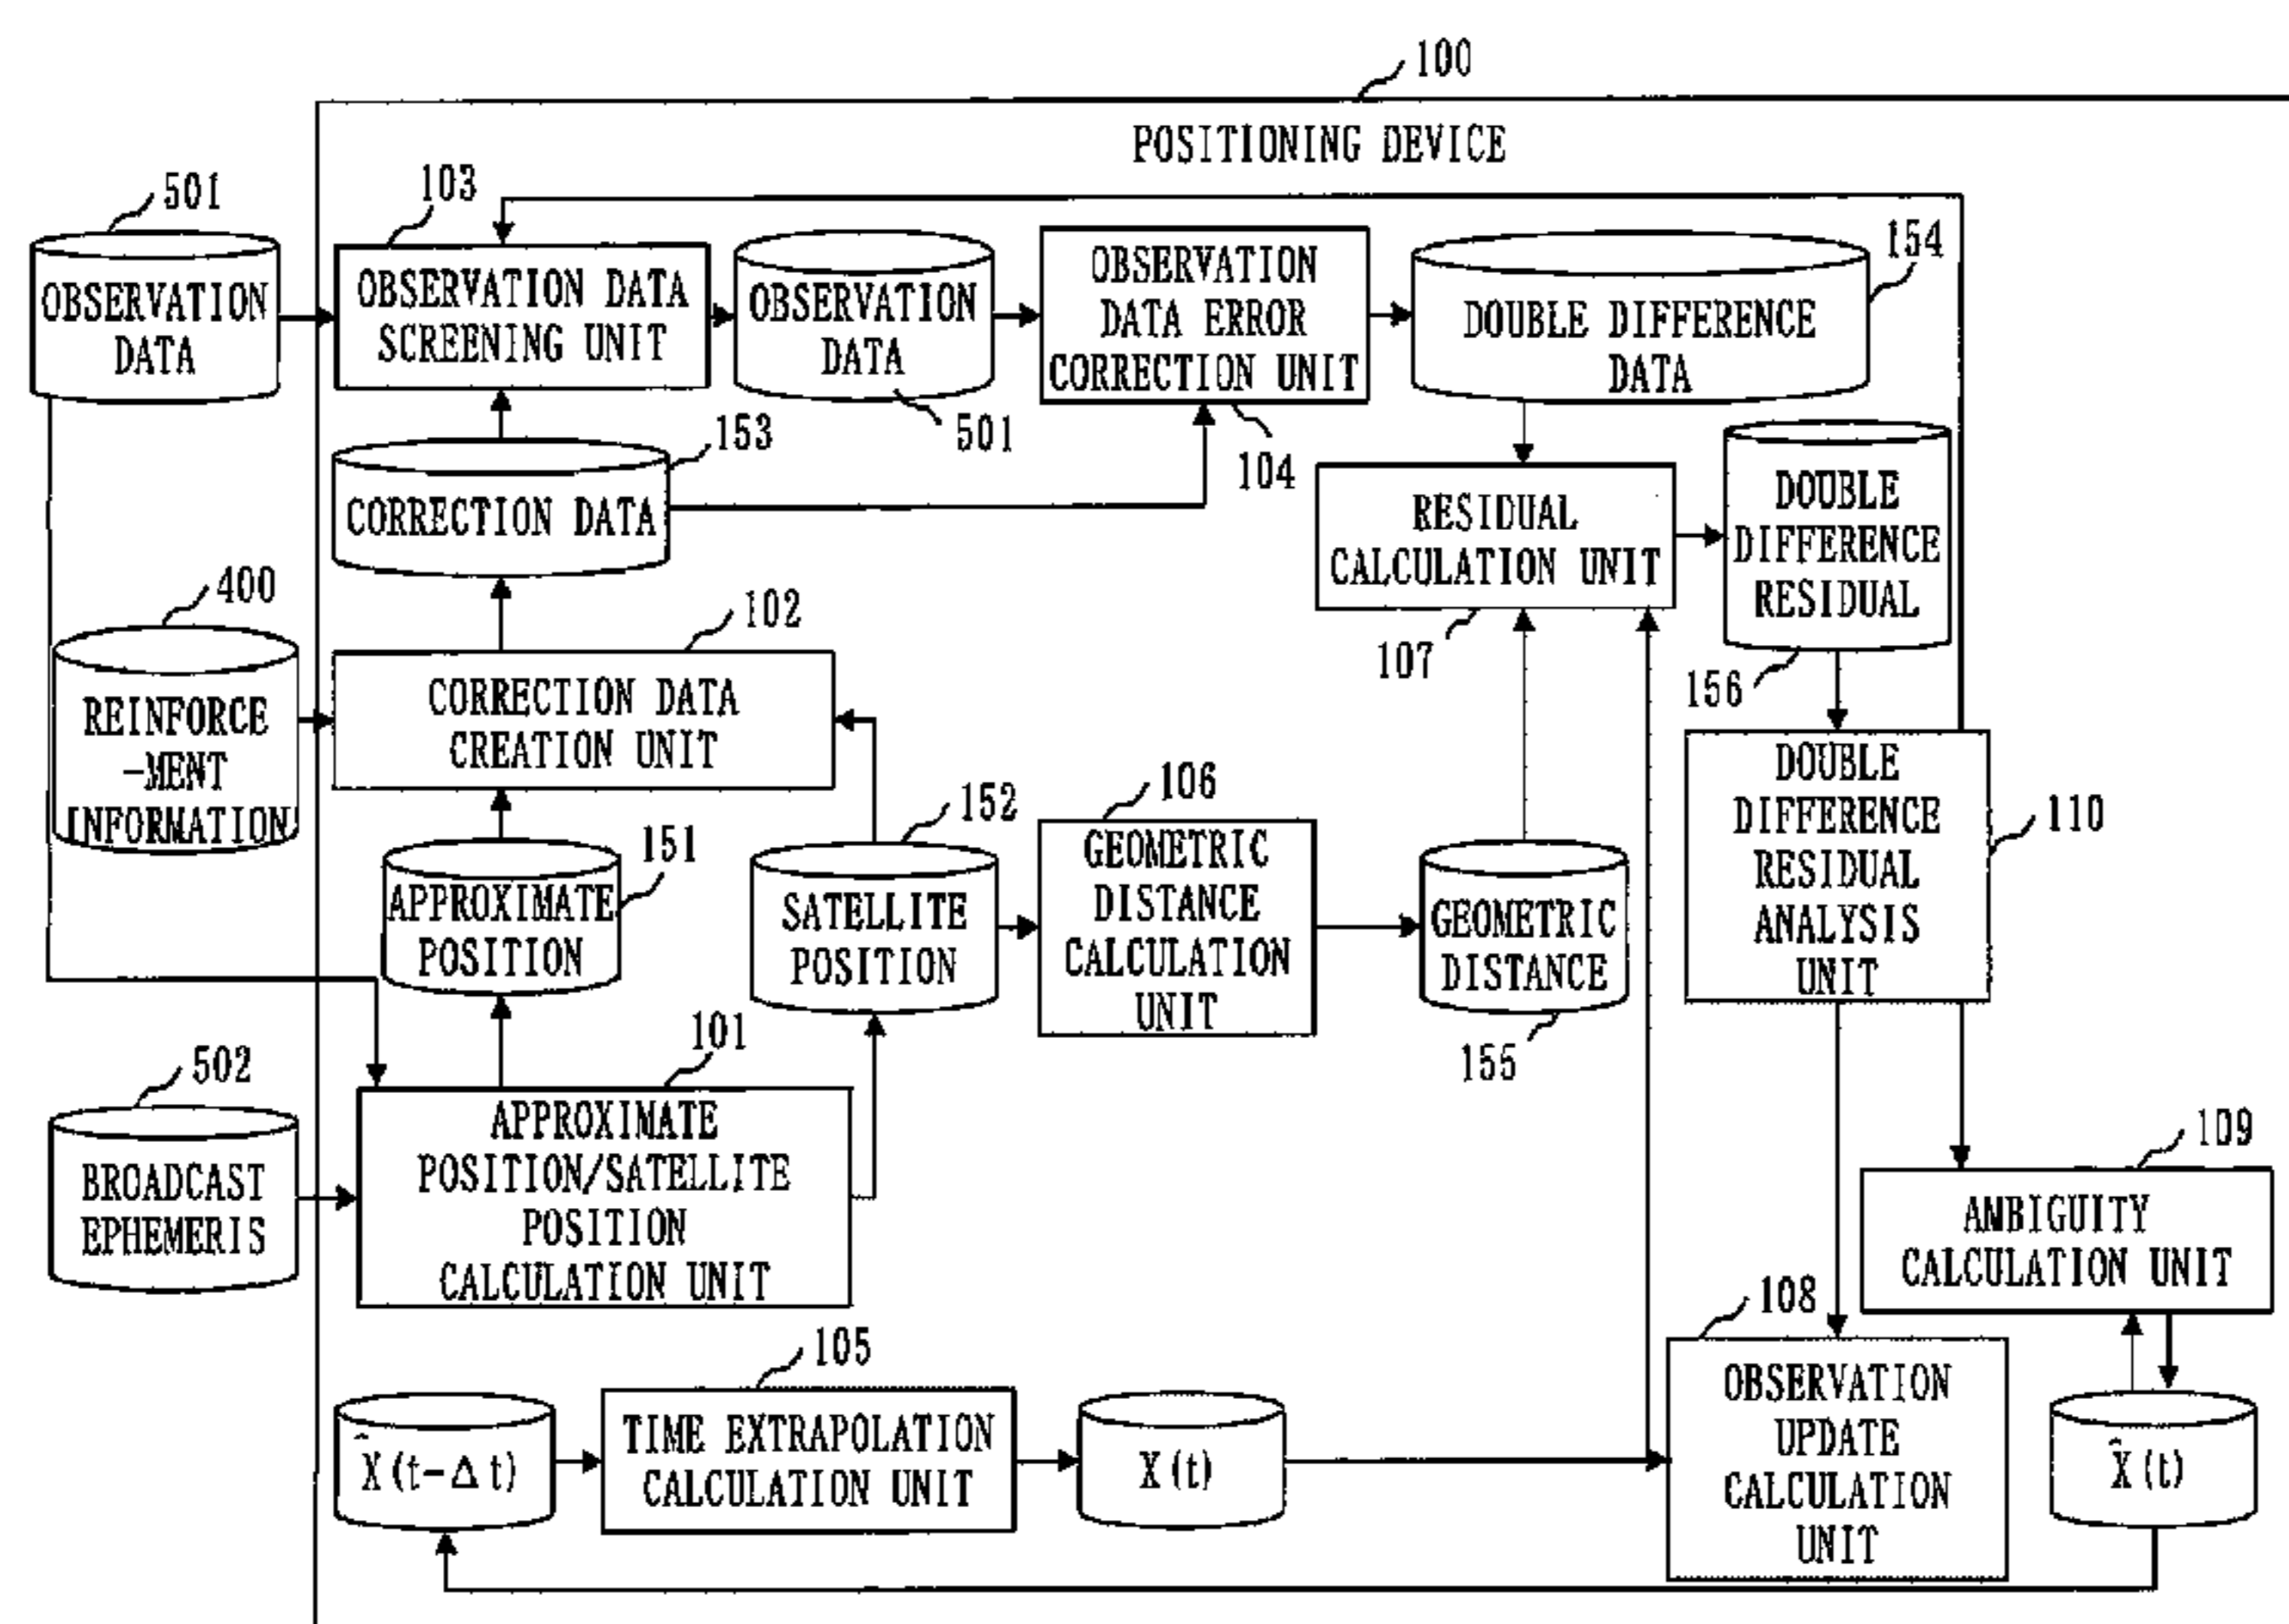 100
POSITIONING DEVICE
501
OBSERVATION
DATA
103
OBSERVATION DATA
SCREENING UNIT
OBSERVATION
DATA
501
OBSERVATION
DATA ERROR
CORRECTION UNIT
104
154
DOUBLE DIFFERENCE
DATA
153
CORRECTION DATA
RESIDUAL
CALCULATION UNIT
107
DOUBLE
DIFFERENCE
RESIDUAL
156
400
REINFORCE
-MENT
INFORMATION
102
CORRECTION DATA
CREATION UNIT
151
APPROXIMATE
POSITION
152
SATELLITE
POSITION
106
GEOMETRIC
DISTANCE
CALCULATION
UNIT
GEOMETRIC
DISTANCE
155
DOUBLE
DIFFERENCE
RESIDUAL
ANALYSIS
UNIT
110
502
BROADCAST
EPHEMERIS
101
APPROXIMATE
POSITION/SATELLITE
POSITION
CALCULATION UNIT
109
AMBIGUITY
CALCULATION UNIT
X̂(t-Δt)
105
TIME EXTRAPOLATION
CALCULATION UNIT
X(t)
108
OBSERVATION
UPDATE
CALCULATION
UNIT
X̂(t)